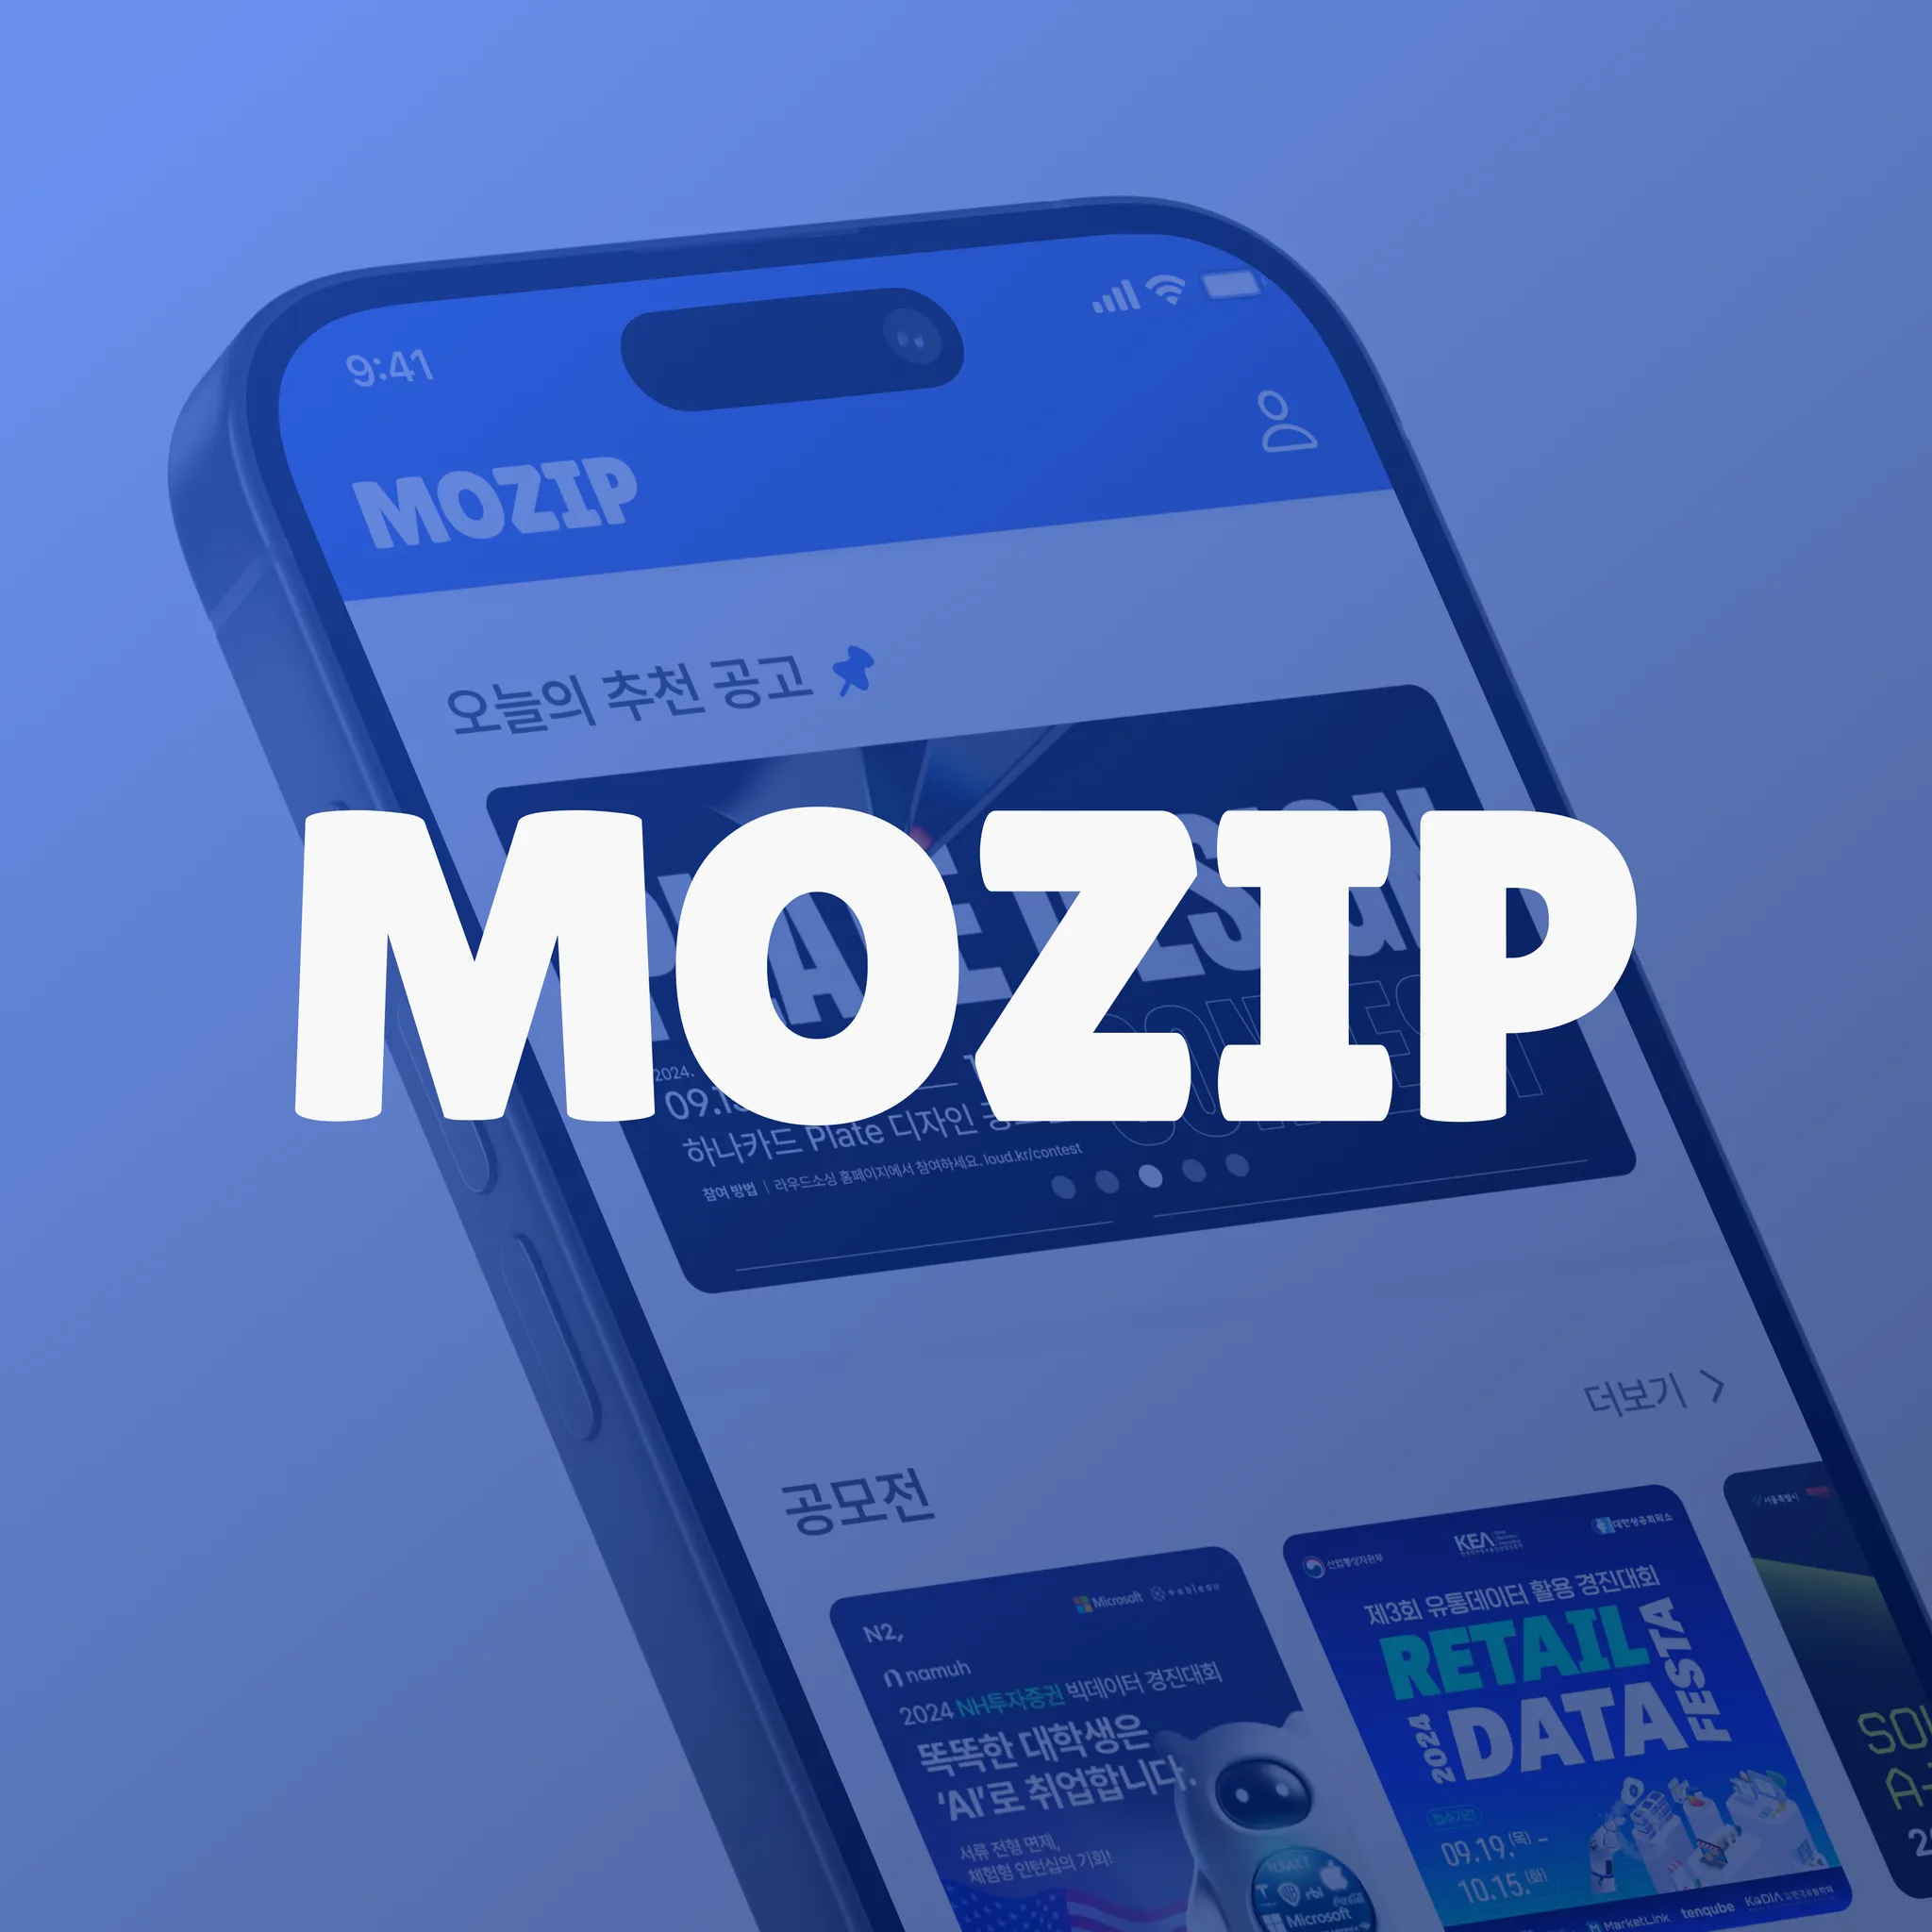 9:41
MOZIP
오늘의 추천 공고
MOZIP
2024.
하나카드 Plate 디자인
참여 방법 | 라우드소싱 홈페이지에서 참여하세요. loud.kr/contest
더보기
공모전
Microsoft tableau
N2,
namuh
2024 NH투자증권 빅데이터 경진대회
똑똑한 대학생은
'AI'로 취업합니다.
서류 전형 면제,
체험형 인턴십의 기회!
Microsoft
산업통상자원부 KEA 대한상공회의소
제3회 유통데이터 활용 경진대회
RETAIL
2024 DATA FESTA
접수기간
09.19.(목) -
10.15.(화)
MarketLink tenqube KaDIA
서울특별시